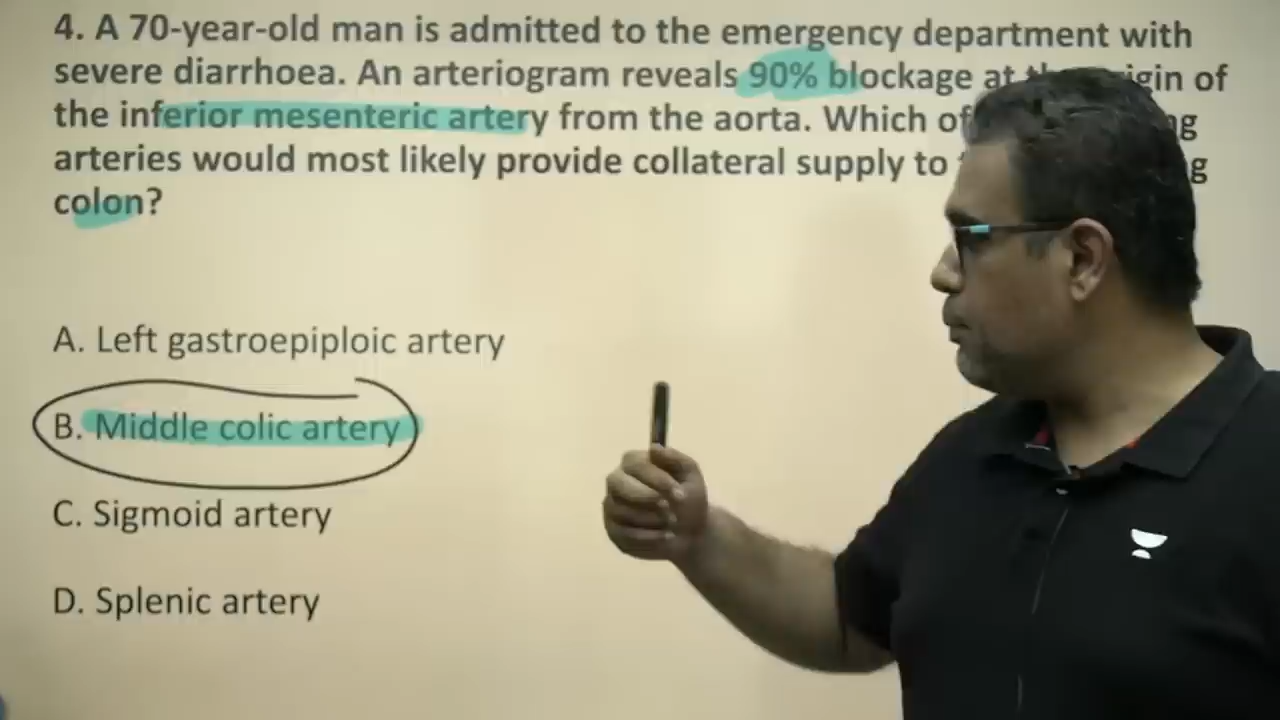 4. A 70-year-old man is admitted to the emergency department with
severe diarrhoea. An arteriogram reveals 90% blockage at of
the inferior mesenteric artery from the aorta. Which of
arteries would most likely provide collateral supply to
colon?
A. Left gastroepiploic artery
B. Middle colic artery
C. Sigmoid artery
D. Splenic artery